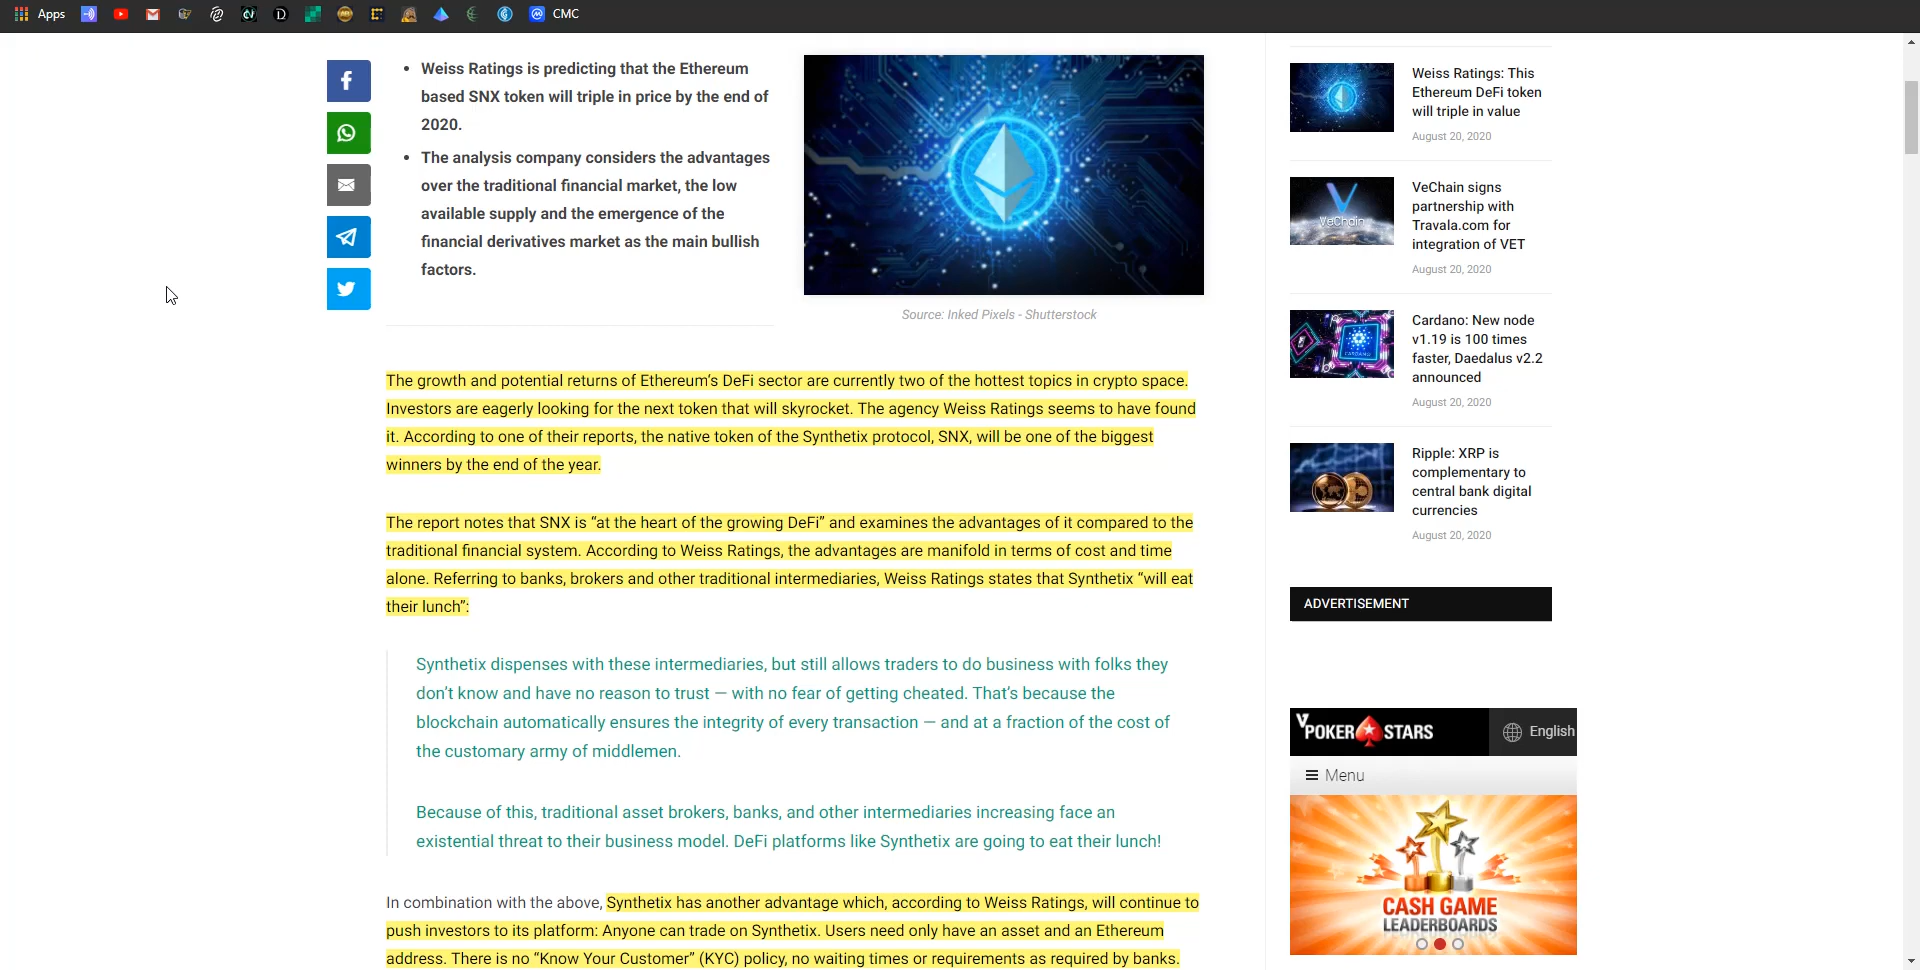 Apps
CMC
Weiss Ratings is predicting that the Ethereum
based SNX token will triple in price by the end of
2020.
The analysis company considers the advantages
over the traditional financial market, the low
available supply and the emergence of the
financial derivatives market as the main bullish
factors.
Source: Inked Pixels - Shutterstock
The growth and potential returns of Ethereum’s DeFi sector are currently two of the hottest topics in crypto space.
Investors are eagerly looking for the next token that will skyrocket. The agency Weiss Ratings seems to have found
it. According to one of their reports, the native token of the Synthetix protocol, SNX, will be one of the biggest
winners by the end of the year.
The report notes that SNX is “at the heart of the growing DeFi” and examines the advantages of it compared to the
traditional financial system. According to Weiss Ratings, the advantages are manifold in terms of cost and time
alone. Referring to banks, brokers and other traditional intermediaries, Weiss Ratings states that Synthetix “will eat
their lunch”:
Synthetix dispenses with these intermediaries, but still allows traders to do business with folks they
don’t know and have no reason to trust — with no fear of getting cheated. That’s because the
blockchain automatically ensures the integrity of every transaction — and at a fraction of the cost of
the customary army of middlemen.
Because of this, traditional asset brokers, banks, and other intermediaries increasing face an
existential threat to their business model. DeFi platforms like Synthetix are going to eat their lunch!
In combination with the above, Synthetix has another advantage which, according to Weiss Ratings, will continue to
push investors to its platform: Anyone can trade on Synthetix. Users need only have an asset and an Ethereum
address. There is no “Know Your Customer” (KYC) policy, no waiting times or requirements as required by banks.
Weiss Ratings: This
Ethereum DeFi token
will triple in value
August 20, 2020
VeChain
VeChain signs
partnership with
Travala.com for
integration of VET
August 20, 2020
CARDANO
Cardano: New node
v1.19 is 100 times
faster, Daedalus v2.2
announced
August 20, 2020
Ripple: XRP is
complementary to
central bank digital
currencies
August 20, 2020
ADVERTISEMENT
POKER STARS
English
Menu
CASH GAME
LEADERBOARDS